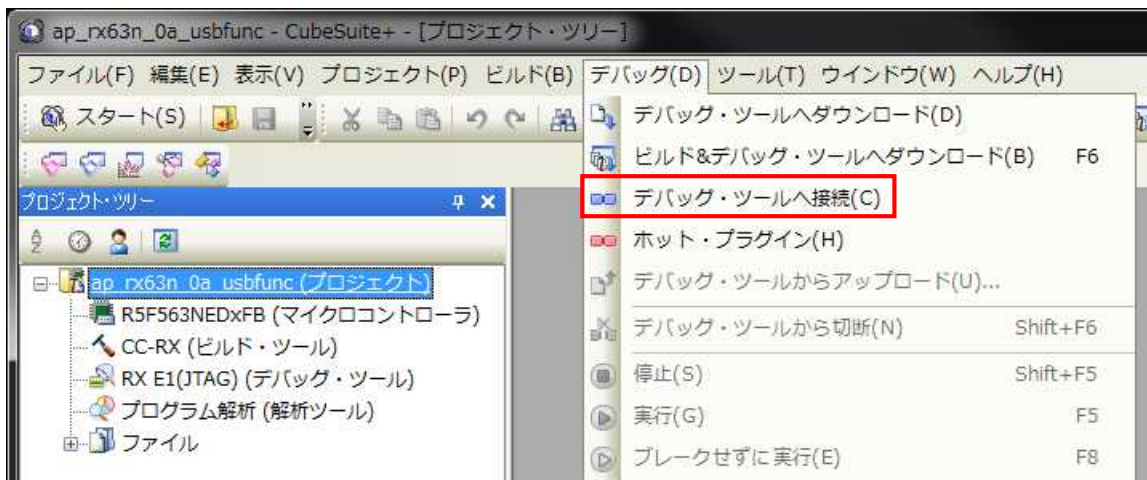 ap_rx63n_0a_usbfunc - CubeSuite+ - [プロジェクト・ツリー]
ファイル(F) 編集(E) 表示(V) プロジェクト(P) ビルド(B) デバッグ(D) ツール(T) ウインドウ(W) ヘルプ(H)
スタート(S)
プロジェクト・ツリー
ap_rx63n_0a_usbfunc (プロジェクト)
R5F563NEDxFB (マイクロコントローラ)
CC-RX (ビルド・ツール)
RX E1(JTAG) (デバッグ・ツール)
プログラム解析 (解析ツール)
ファイル
デバッグ・ツールへダウンロード(D)
ビルド&デバッグ・ツールへダウンロード(B) F6
デバッグ・ツールへ接続(C)
ホット・プラグイン(H)
デバッグ・ツールからアップロード(U)...
デバッグ・ツールから切断(N) Shift+F6
停止(S) Shift+F5
実行(G) F5
ブレークせずに実行(E) F8